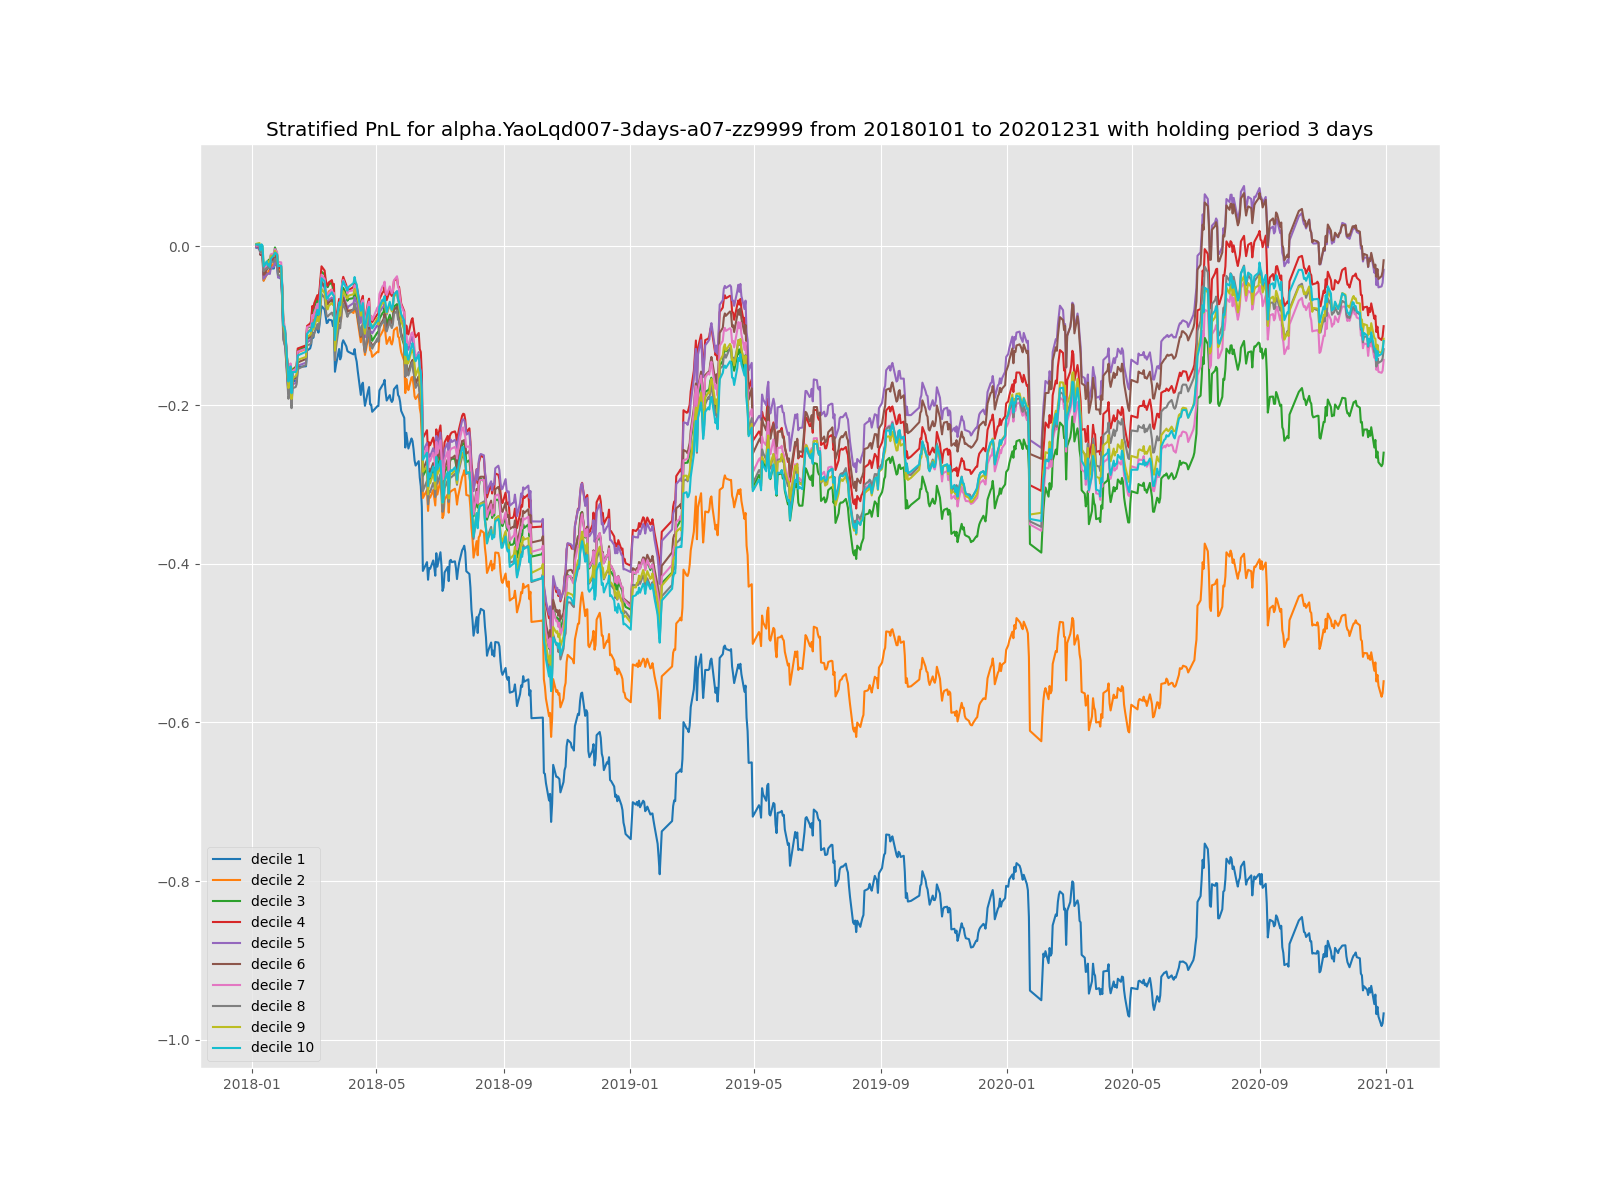 Stratified PnL for alpha.YaoLqd007-3days-a07-zz9999 from 20180101 to 20201231 with holding period 3 days
0.0
−0.2
−0.4
−0.6
−0.8
−1.0
decile 1
decile 2
decile 3
decile 4
decile 5
decile 6
decile 7
decile 8
decile 9
decile 10
2018-01 2018-05 2018-09 2019-01 2019-05 2019-09 2020-01 2020-05 2020-09 2021-01